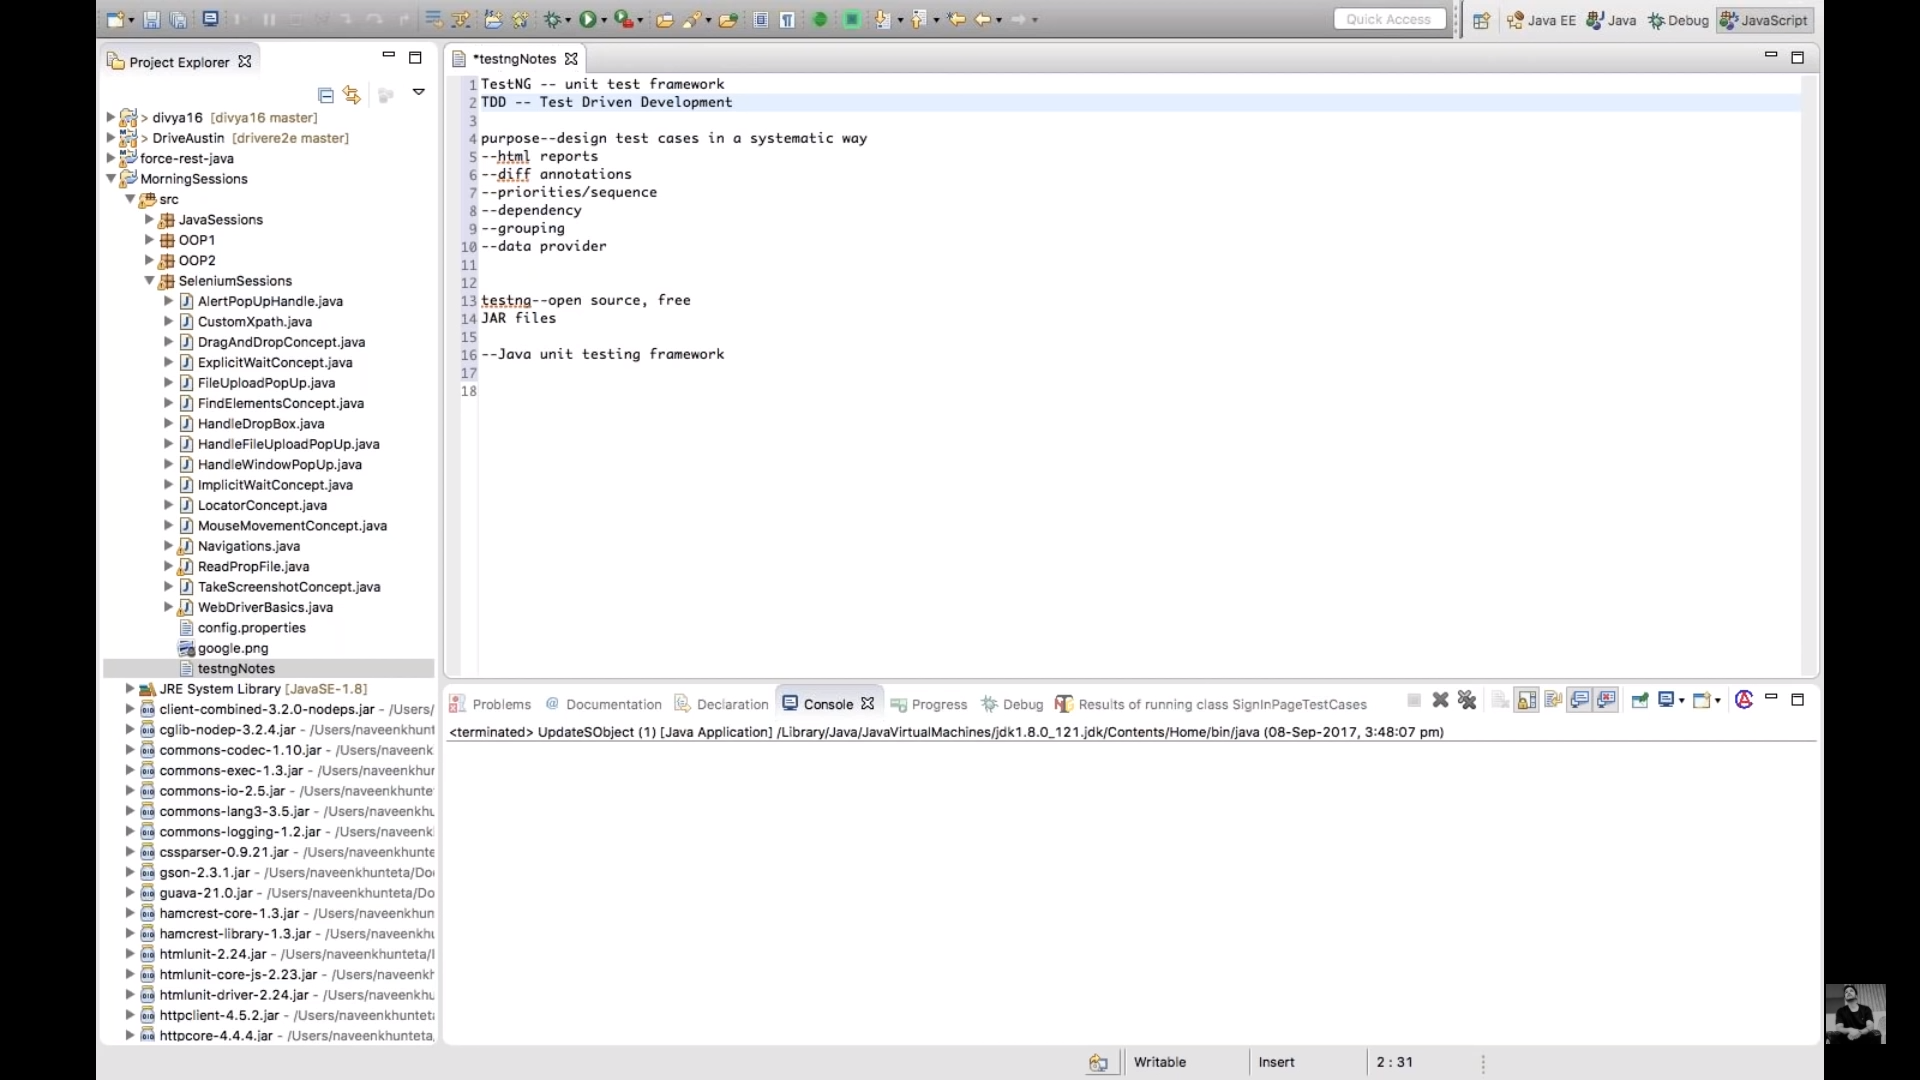 Quick Access
Java EE
Java
Debug
JavaScript
Project Explorer
> divya16 [divya16 master]
> DriveAustin [drivere2e master]
force-rest-java
MorningSessions
src
JavaSessions
OOP1
OOP2
SeleniumSessions
AlertPopUpHandle.java
CustomXpath.java
DragAndDropConcept.java
ExplicitWaitConcept.java
FileUploadPopUp.java
FindElementsConcept.java
HandleDropBox.java
HandleFileUploadPopUp.java
HandleWindowPopUp.java
ImplicitWaitConcept.java
LocatorConcept.java
MouseMovementConcept.java
Navigations.java
ReadPropFile.java
TakeScreenshotConcept.java
WebDriverBasics.java
config.properties
google.png
testngNotes
JRE System Library [JavaSE-1.8]
client-combined-3.2.0-nodeps.jar - /Users/
cglib-nodep-3.2.4.jar - /Users/naveenkhunt
commons-codec-1.10.jar - /Users/naveenk
commons-exec-1.3.jar - /Users/naveenkhur
commons-io-2.5.jar - /Users/naveenkhunte
commons-lang3-3.5.jar - /Users/naveenkhu
commons-logging-1.2.jar - /Users/naveenk
cssparser-0.9.21.jar - /Users/naveenkhunte
gson-2.3.1.jar - /Users/naveenkhunteta/Do
guava-21.0.jar - /Users/naveenkhunteta/Do
hamcrest-core-1.3.jar - /Users/naveenkhun
hamcrest-library-1.3.jar - /Users/naveenkhu
htmlunit-2.24.jar - /Users/naveenkhunteta/
htmlunit-core-js-2.23.jar - /Users/naveenkh
htmlunit-driver-2.24.jar - /Users/naveenkhu
httpclient-4.5.2.jar - /Users/naveenkhuntet
httpcore-4.4.4.jar - /Users/naveenkhunteta
*testngNotes
1 TestNG -- unit test framework
2 TDD -- Test Driven Development
3
4 purpose--design test cases in a systematic way
5 --html reports
6 --diff annotations
7 --priorities/sequence
8 --dependency
9 --grouping
10 --data provider
11
12
13 testng--open source, free
14 JAR files
15
16 --Java unit testing framework
17
18
Problems @ Documentation Declaration Console Progress Debug Results of running class SignInPageTestCases
<terminated> UpdateSObject (1) [Java Application] /Library/Java/JavaVirtualMachines/jdk1.8.0_121.jdk/Contents/Home/bin/java (08-Sep-2017, 3:48:07 pm)
Writable
Insert
2 : 31